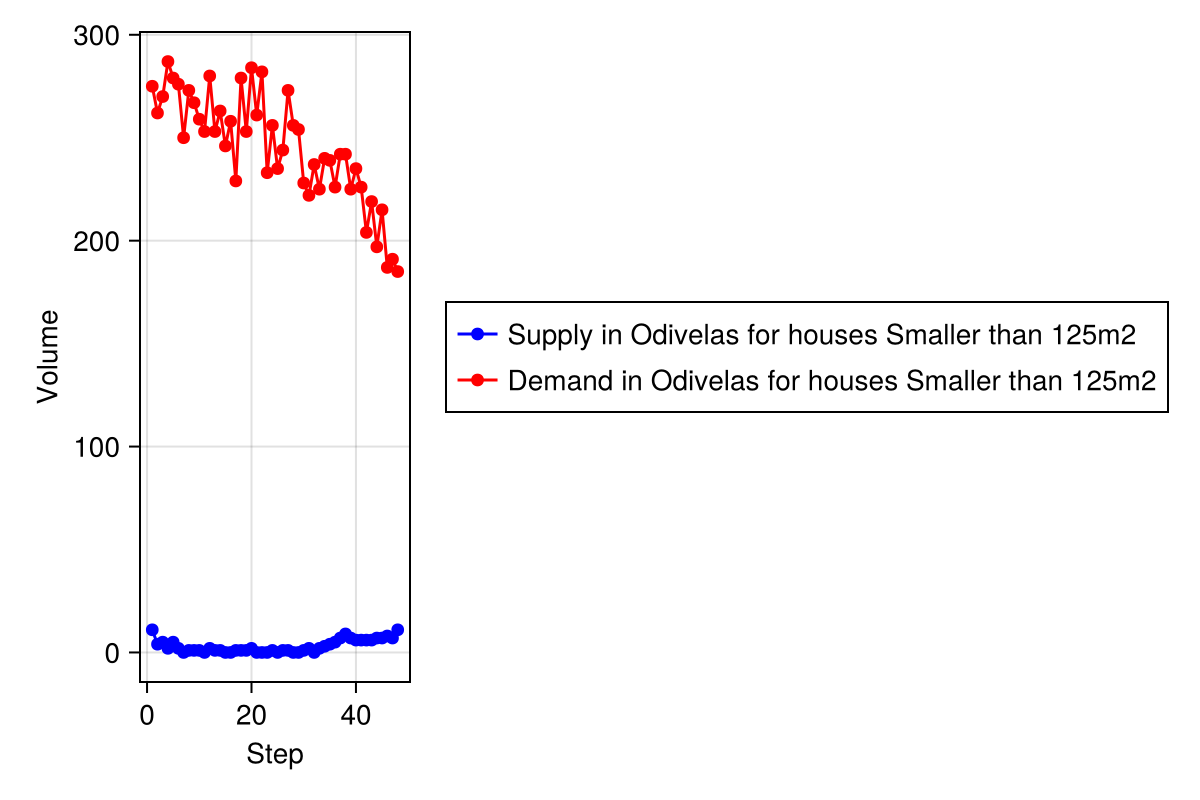 300
200
100
0
Volume
0 20 40
Step
Supply in Odivelas for houses Smaller than 125m2
Demand in Odivelas for houses Smaller than 125m2